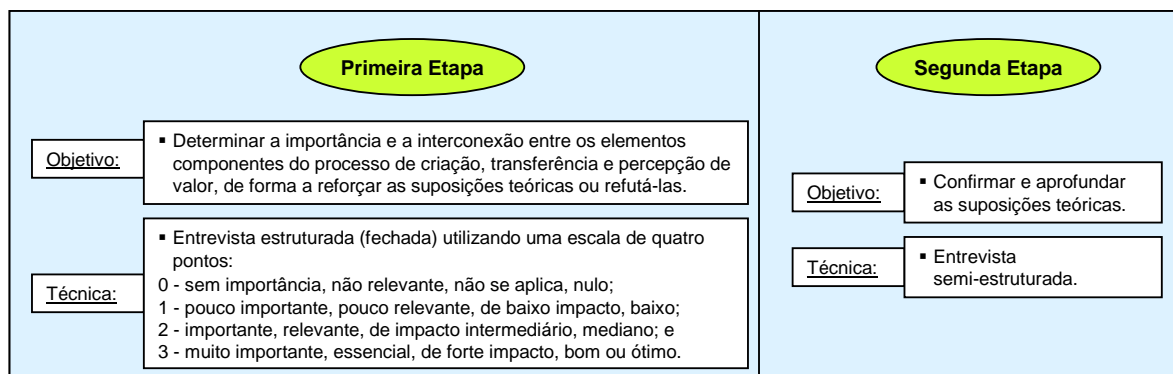 Primeira Etapa
Objetivo:
▪ Determinar a importância e a interconexão entre os elementos
componentes do processo de criação, transferência e percepção de
valor, de forma a reforçar as suposições teóricas ou refutá-las.
Técnica:
▪ Entrevista estruturada (fechada) utilizando uma escala de quatro
pontos:
0 - sem importância, não relevante, não se aplica, nulo;
1 - pouco importante, pouco relevante, de baixo impacto, baixo;
2 - importante, relevante, de impacto intermediário, mediano; e
3 - muito importante, essencial, de forte impacto, bom ou ótimo.
Segunda Etapa
Objetivo:
▪ Confirmar e aprofundar
as suposições teóricas.
Técnica:
▪ Entrevista
semi-estruturada.